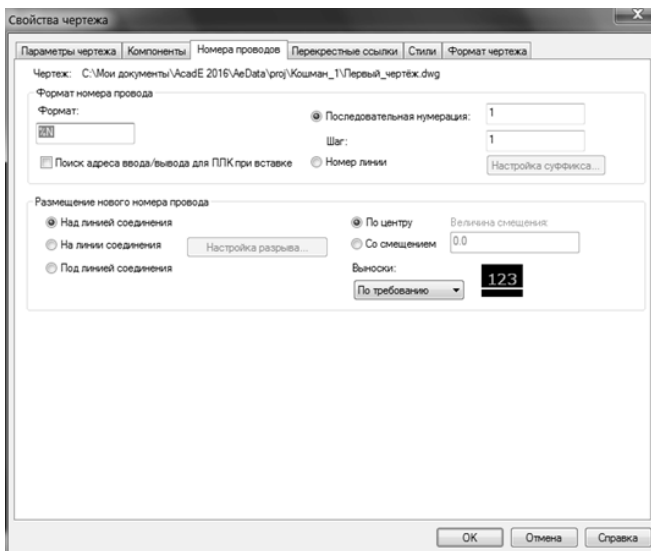 Свойства чертежа
Параметры чертежа Компоненты Номера проводов Перекрестные ссылки Стили Формат чертежа
Чертеж: C:\Мои документы\AcadE 2016\AeData\proj\Кошман_1\Первый_чертёж.dwg
Формат номера провода
Формат:
%N
Последовательная нумерация: 1
Шаг: 1
Поиск адреса ввода/вывода для ПЛК при вставке
Номер линии Настройка суффикса...
Размещение нового номера провода
Над линией соединения По центру Величина смещения:
На линии соединения Настройка разрыва... Со смещением 0.0
Под линией соединения Выноски:
По требованию 123
OK Отмена Справка